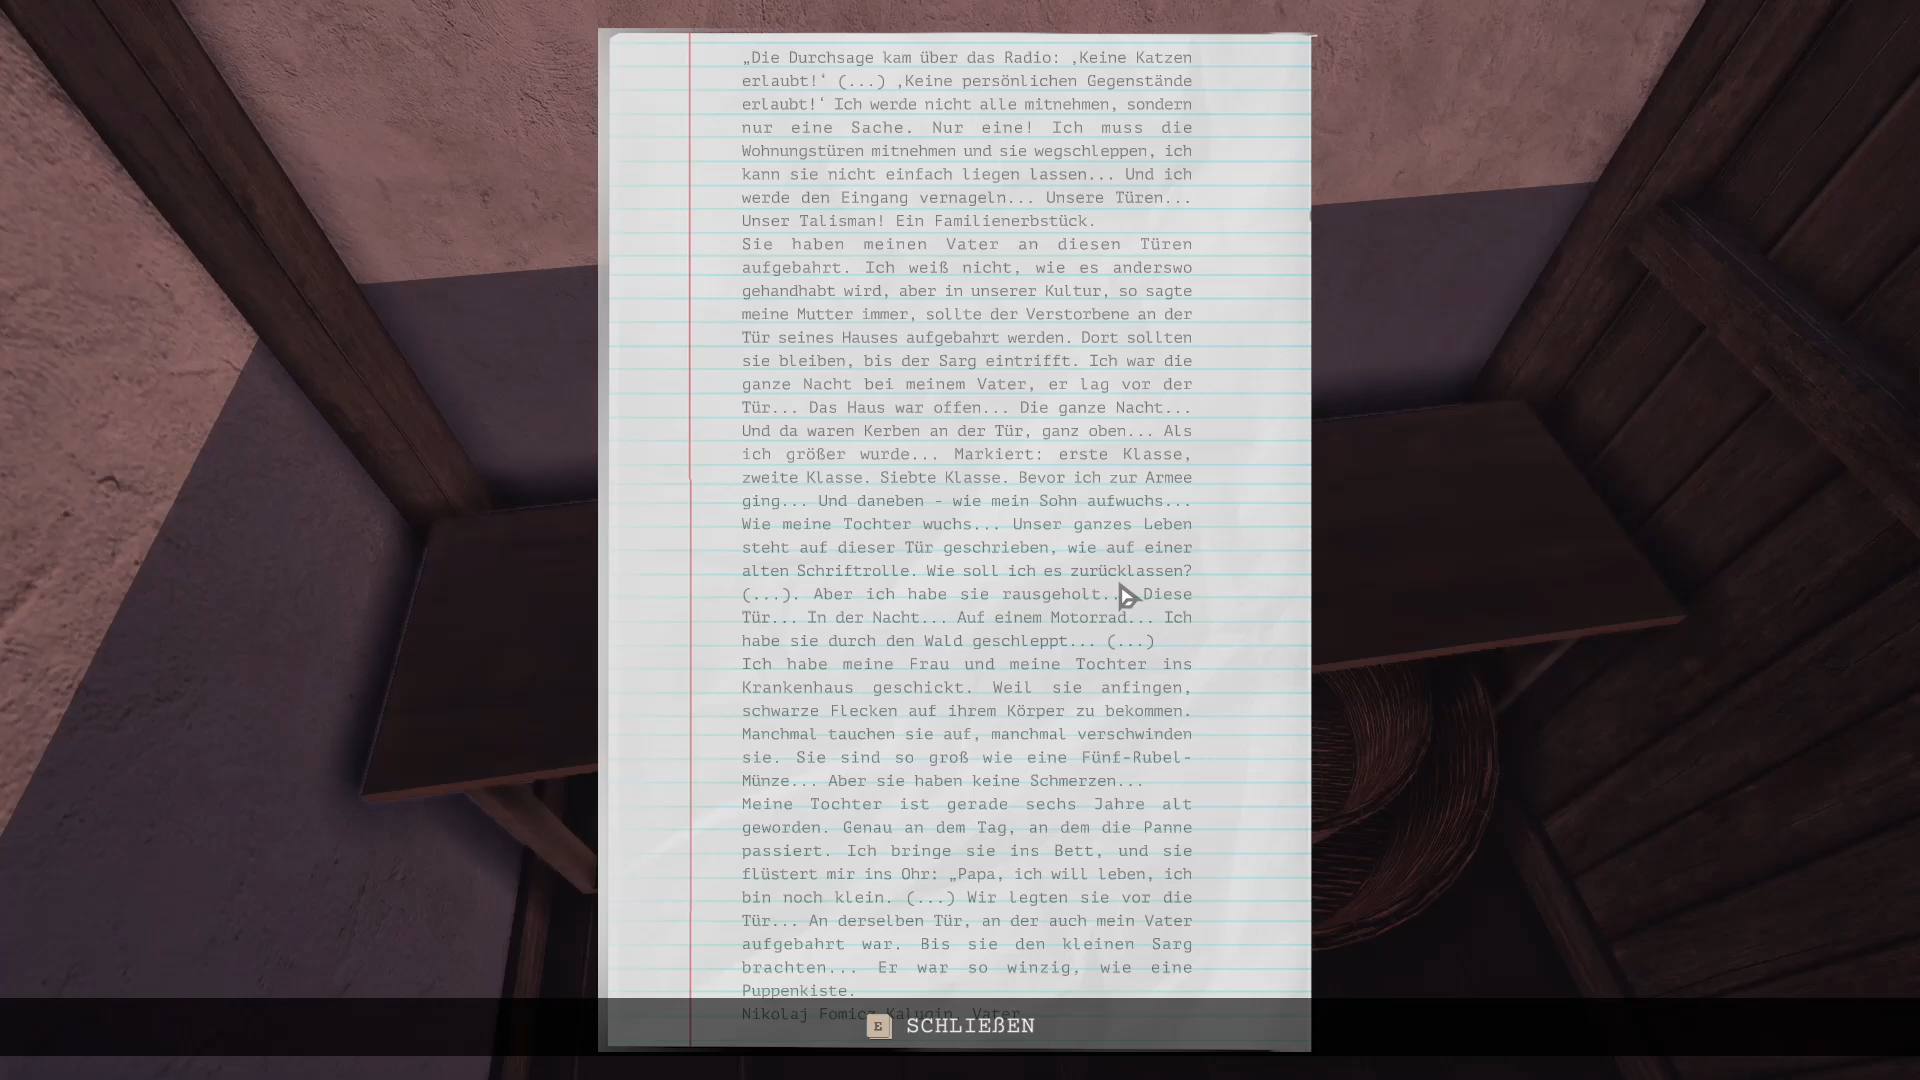 „Die Durchsage kam über das Radio: ‚Keine Katzen
erlaubt!‘ (...) ‚Keine persönlichen Gegenstände
erlaubt!‘ Ich werde nicht alle mitnehmen, sondern
nur eine Sache. Nur eine! Ich muss die
Wohnungstüren mitnehmen und sie wegschleppen, ich
kann sie nicht einfach liegen lassen... Und ich
werde den Eingang vernageln... Unsere Türen...
Unser Talisman! Ein Familienerbstück.
Sie haben meinen Vater an diesen Türen
aufgebahrt. Ich weiß nicht, wie es anderswo
gehandhabt wird, aber in unserer Kultur, so sagte
meine Mutter immer, sollte der Verstorbene an der
Tür seines Hauses aufgebahrt werden. Dort sollten
sie bleiben, bis der Sarg eintrifft. Ich war die
ganze Nacht bei meinem Vater, er lag vor der
Tür... Das Haus war offen... Die ganze Nacht...
Und da waren Kerben an der Tür, ganz oben... Als
ich größer wurde... Markiert: erste Klasse,
zweite Klasse. Siebte Klasse. Bevor ich zur Armee
ging... Und daneben - wie mein Sohn aufwuchs...
Wie meine Tochter wuchs... Unser ganzes Leben
steht auf dieser Tür geschrieben, wie auf einer
alten Schriftrolle. Wie soll ich es zurücklassen?
(...). Aber ich habe sie rausgeholt... Diese
Tür... In der Nacht... Auf einem Motorrad... Ich
habe sie durch den Wald geschleppt... (...)
Ich habe meine Frau und meine Tochter ins
Krankenhaus geschickt. Weil sie anfingen,
schwarze Flecken auf ihrem Körper zu bekommen.
Manchmal tauchen sie auf, manchmal verschwinden
sie. Sie sind so groß wie eine Fünf-Rubel-
Münze... Aber sie haben keine Schmerzen...
Meine Tochter ist gerade sechs Jahre alt
geworden. Genau an dem Tag, an dem die Panne
passiert. Ich bringe sie ins Bett, und sie
flüstert mir ins Ohr: „Papa, ich will leben, ich
bin noch klein. (...) Wir legten sie vor die
Tür... An derselben Tür, an der auch mein Vater
aufgebahrt war. Bis sie den kleinen Sarg
brachten... Er war so winzig, wie eine
Puppenkiste.
Nikolaj Fomicz Kalugin, Vater
E SCHLIEẞEN